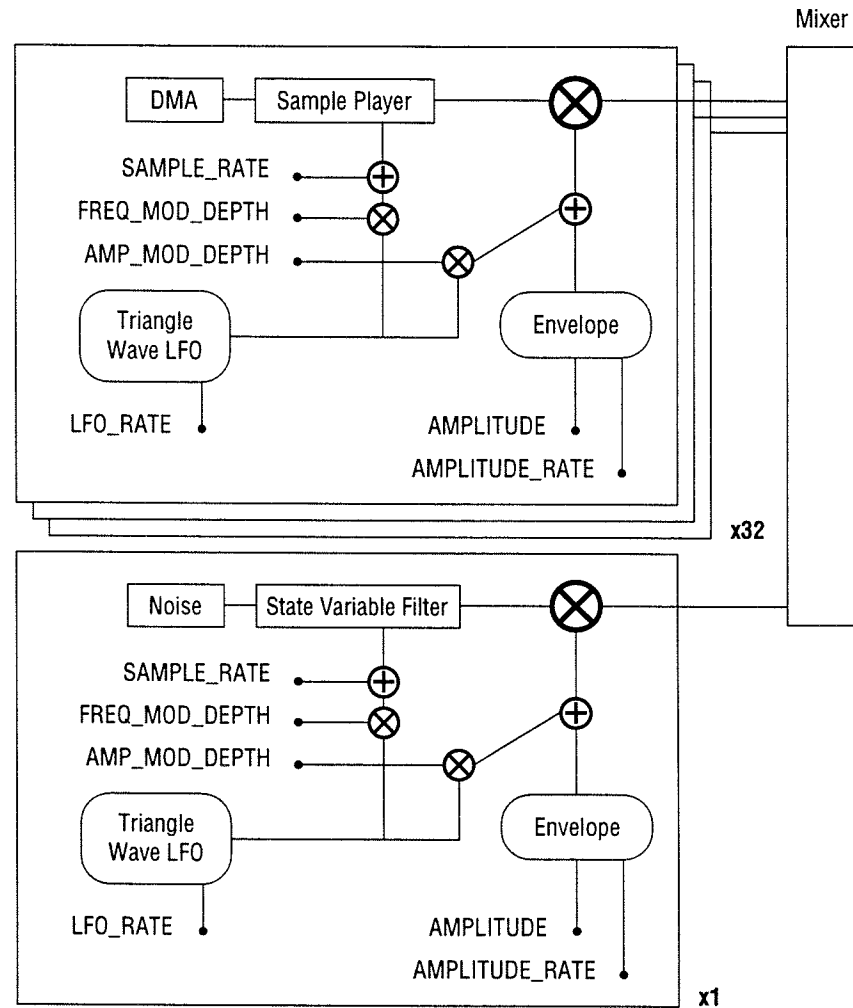 Mixer
DMA
Sample Player
SAMPLE_RATE
FREQ_MOD_DEPTH
AMP_MOD_DEPTH
Triangle
Wave LFO
Envelope
LFO_RATE
AMPLITUDE
AMPLITUDE_RATE
x32
Noise
State Variable Filter
SAMPLE_RATE
FREQ_MOD_DEPTH
AMP_MOD_DEPTH
Triangle
Wave LFO
Envelope
LFO_RATE
AMPLITUDE
AMPLITUDE_RATE
x1